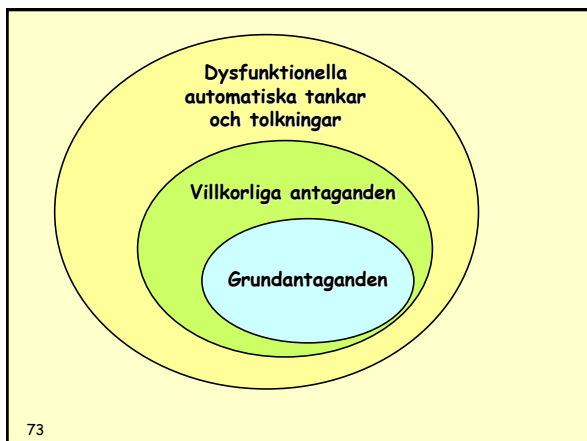 Dysfunktionella
automatiska tankar
och tolkningar
Villkorliga antaganden
Grundantaganden
73